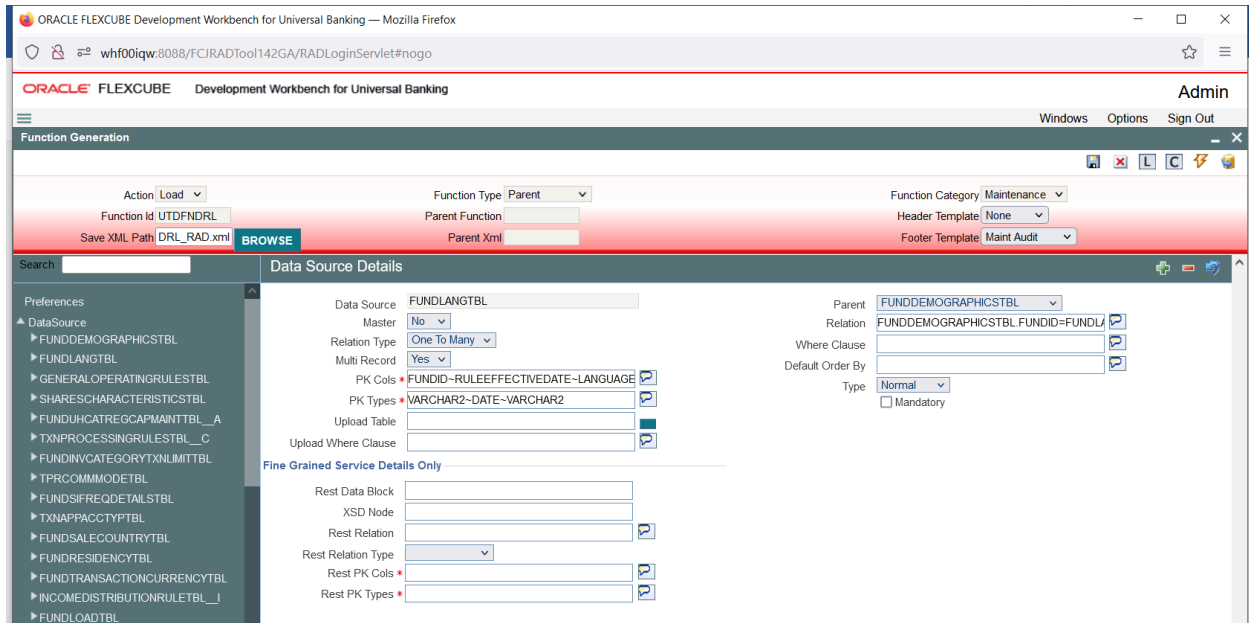 ORACLE FLEXCUBE Development Workbench for Universal Banking — Mozilla Firefox
whf00iqw:8088/FCJRADTool142GA/RADLoginServlet#nogo
ORACLE FLEXCUBE Development Workbench for Universal Banking Admin
Windows Options Sign Out
Function Generation
L C
Action Load Function Type Parent Function Category Maintenance
Function Id UTDFNDRL Parent Function Header Template None
Save XML Path DRL_RAD.xml BROWSE Parent Xml Footer Template Maint Audit
Search Data Source Details
Preferences
DataSource
FUNDDEMOGRAPHICSTBL
FUNDLANGTBL
GENERALOPERATINGRULESTBL
SHARESCHARACTERISTICSTBL
FUNDUHCATREGCAPMAINTTBL__A
TXNPROCESSINGRULESTBL__C
FUNDINVCATEGORYTXNLIMITTBL
TPRCOMMMODETBL
FUNDSIFREQDETAILSTBL
TXNAPPACCTYPTBL
FUNDSALECOUNTRYTBL
FUNDRESIDENCYTBL
FUNDTRANSACTIONCURRENCYTBL
INCOMEDISTRIBUTIONRULETBL__I
FUNDLOADTBL
Data Source FUNDLANGTBL
Master No
Relation Type One To Many
Multi Record Yes
PK Cols * FUNDID~RULEEFFECTIVEDATE~LANGUAGE
PK Types * VARCHAR2~DATE~VARCHAR2
Upload Table
Upload Where Clause
Parent FUNDDEMOGRAPHICSTBL
Relation FUNDDEMOGRAPHICSTBL.FUNDID=FUNDL
Where Clause
Default Order By
Type Normal
Mandatory
Fine Grained Service Details Only
Rest Data Block
XSD Node
Rest Relation
Rest Relation Type
Rest PK Cols *
Rest PK Types *